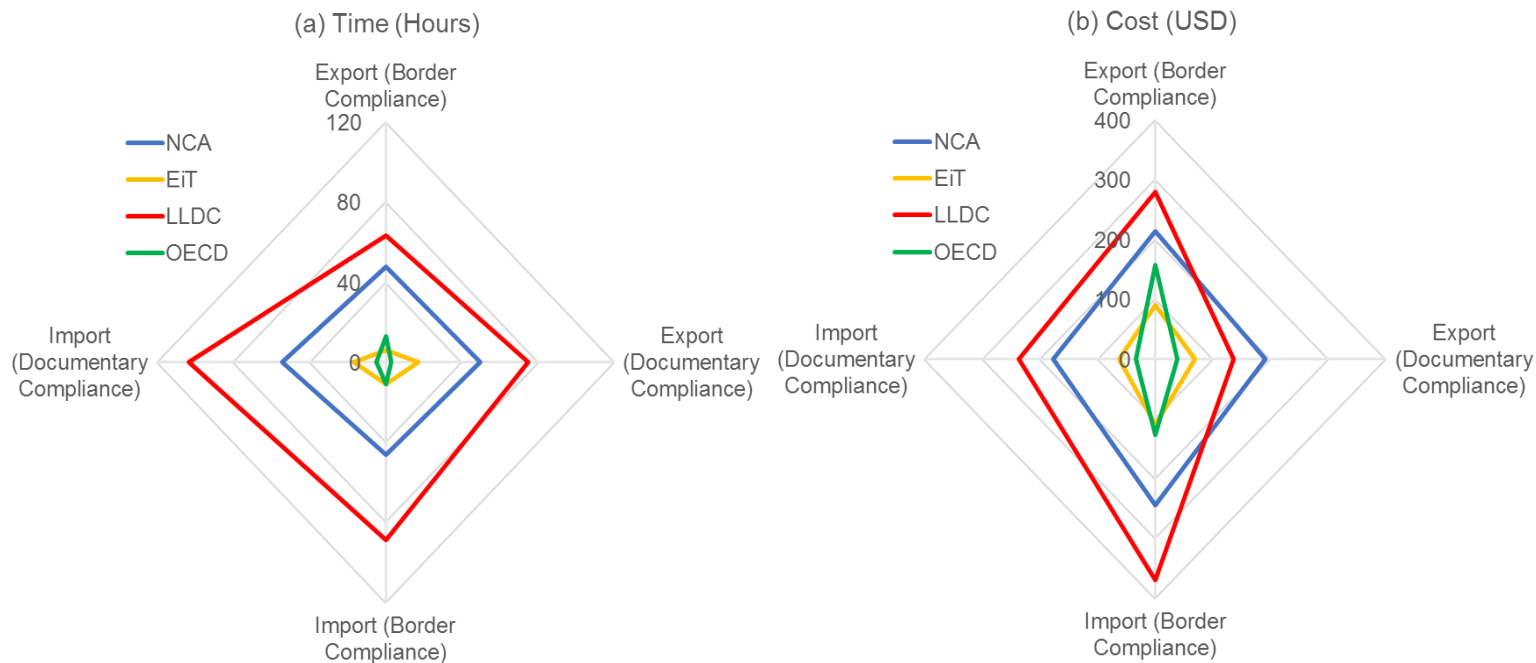 (a) Time (Hours)
Export (Border
Compliance)
120
NCA
EiT
80
LLDC
OECD
40
Import
(Documentary
Compliance)
0
Export
(Documentary
Compliance)
Import (Border
Compliance)
(b) Cost (USD)
Export (Border
Compliance)
400
NCA
300
EiT
LLDC
200
OECD
100
Import
(Documentary
Compliance)
0
Export
(Documentary
Compliance)
Import (Border
Compliance)